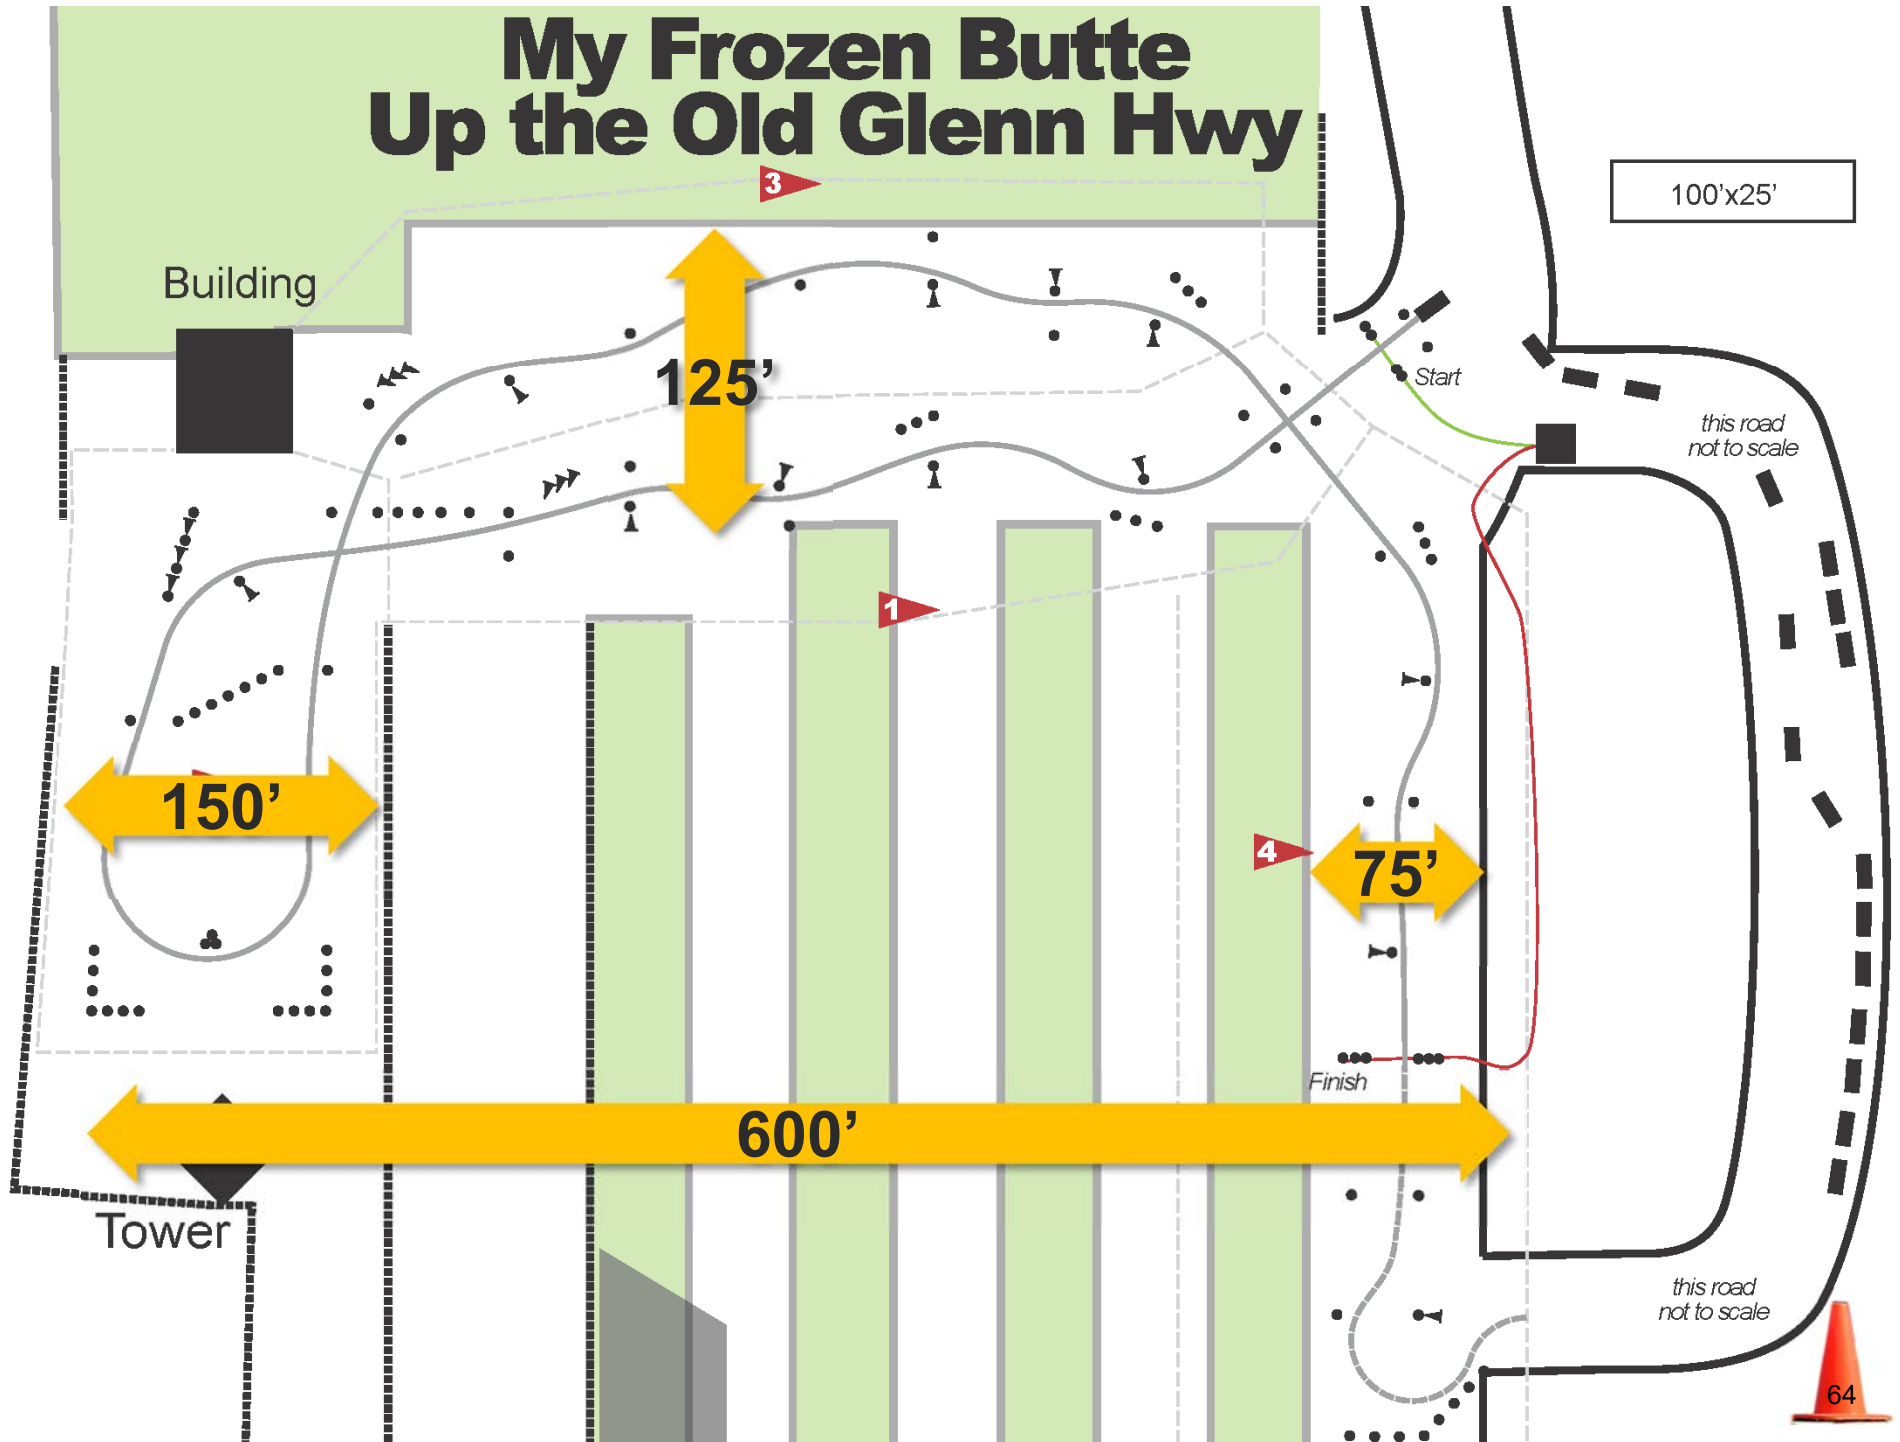 My Frozen Butte
Up the Old Glenn Hwy
3
100'x25'
Building
125’
Start
this road
not to scale
1
150’
4
75’
Finish
600’
Tower
this road
not to scale
64